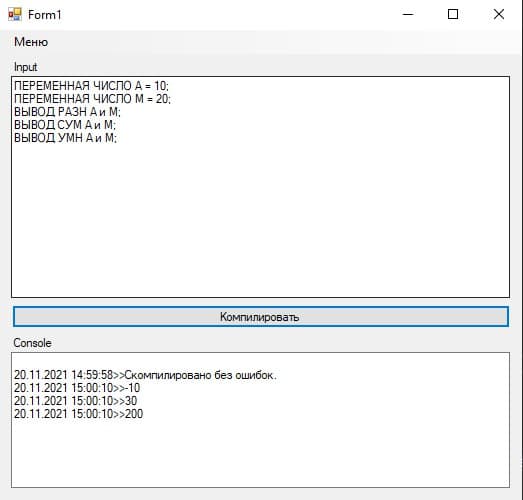 Form1
Меню
Input
ПЕРЕМЕННАЯ ЧИСЛО А = 10;
ПЕРЕМЕННАЯ ЧИСЛО М = 20;
ВЫВОД РАЗН А и М;
ВЫВОД СУМ А и М;
ВЫВОД УМН А и М;
Компилировать
Console
20.11.2021 14:59:58>>Скомпилировано без ошибок.
20.11.2021 15:00:10>>-10
20.11.2021 15:00:10>>30
20.11.2021 15:00:10>>200